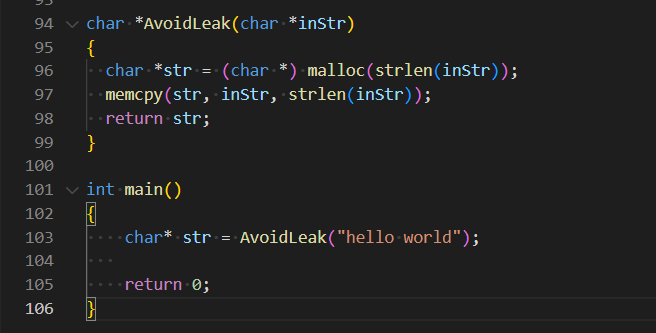 94 char *AvoidLeak(char *inStr)
95 {
96 char *str = (char *) malloc(strlen(inStr));
97 memcpy(str, inStr, strlen(inStr));
98 return str;
99 }
100
101 int main()
102 {
103 char* str = AvoidLeak("hello world");
104
105 return 0;
106 }